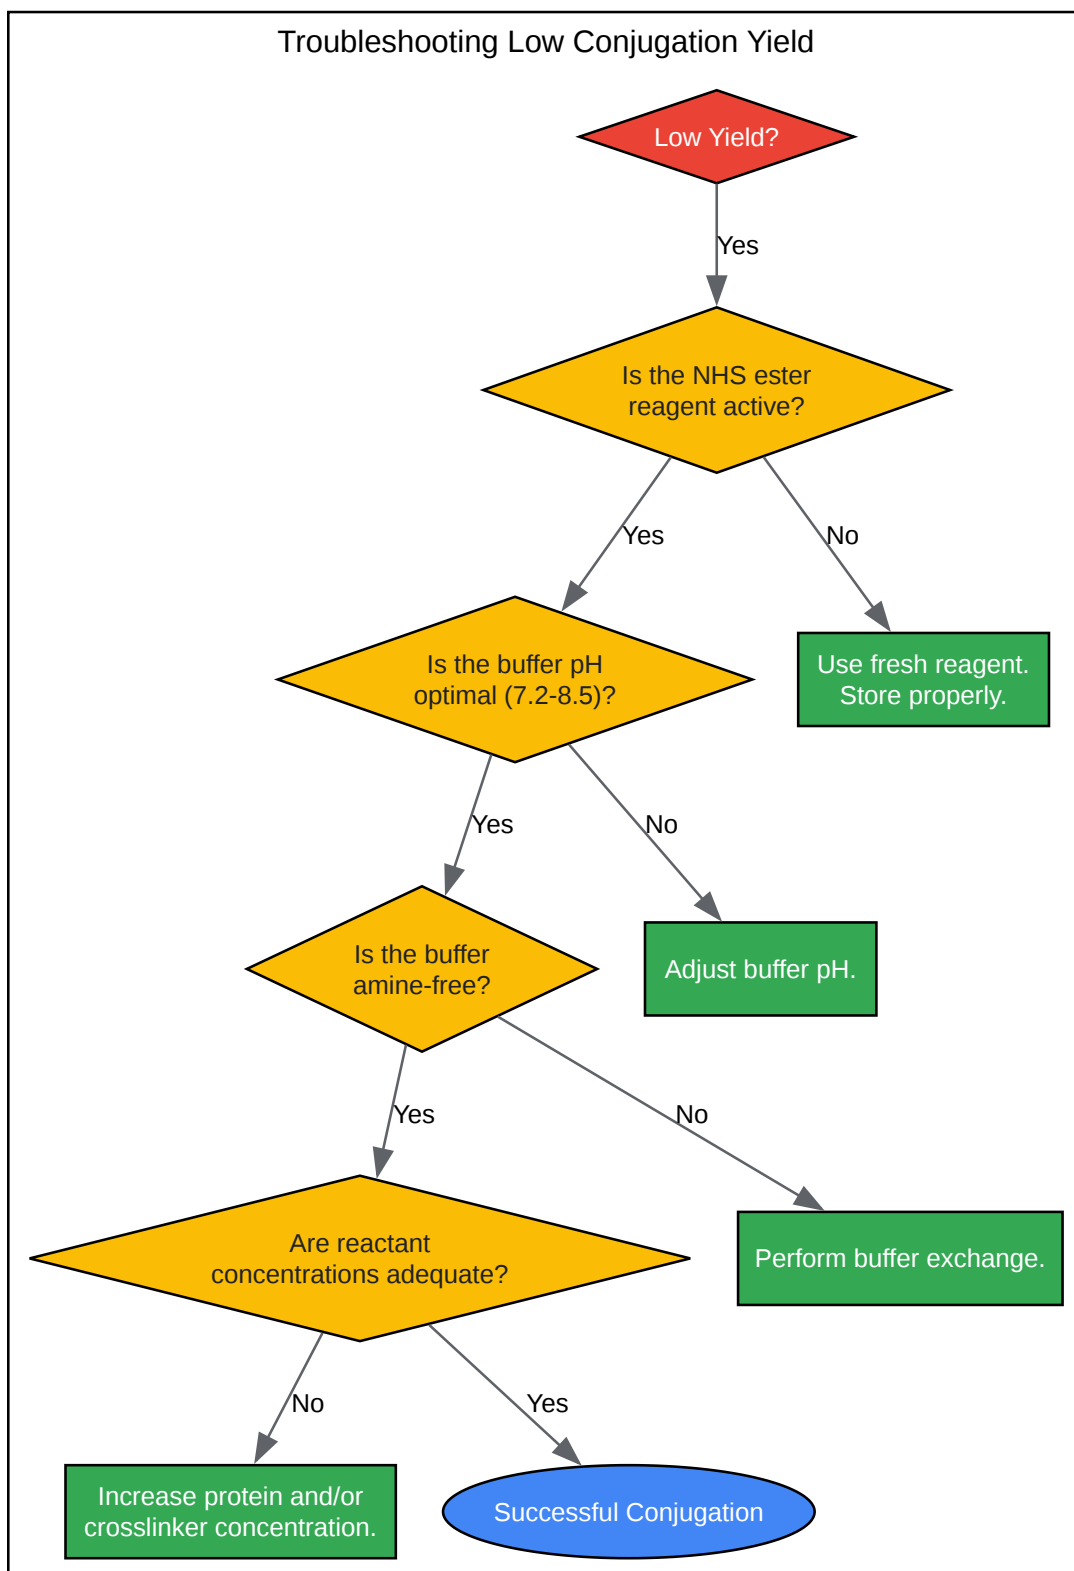 Troubleshooting Low Conjugation Yield
Low Yield?
Yes
Is the NHS ester
reagent active?
Yes
No
Is the buffer pH
optimal (7.2-8.5)?
Use fresh reagent.
Store properly.
Yes
No
Is the buffer
amine-free?
Adjust buffer pH.
Yes
No
Are reactant
concentrations adequate?
Perform buffer exchange.
No
Yes
Increase protein and/or
crosslinker concentration.
Successful Conjugation